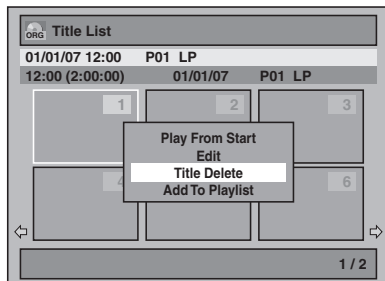 ORG Title List
01/01/07 12:00 P01 LP
12:00 (2:00:00) 01/01/07 P01 LP
1 2 3
Play From Start
Edit
Title Delete
Add To Playlist
4 6
1 / 2